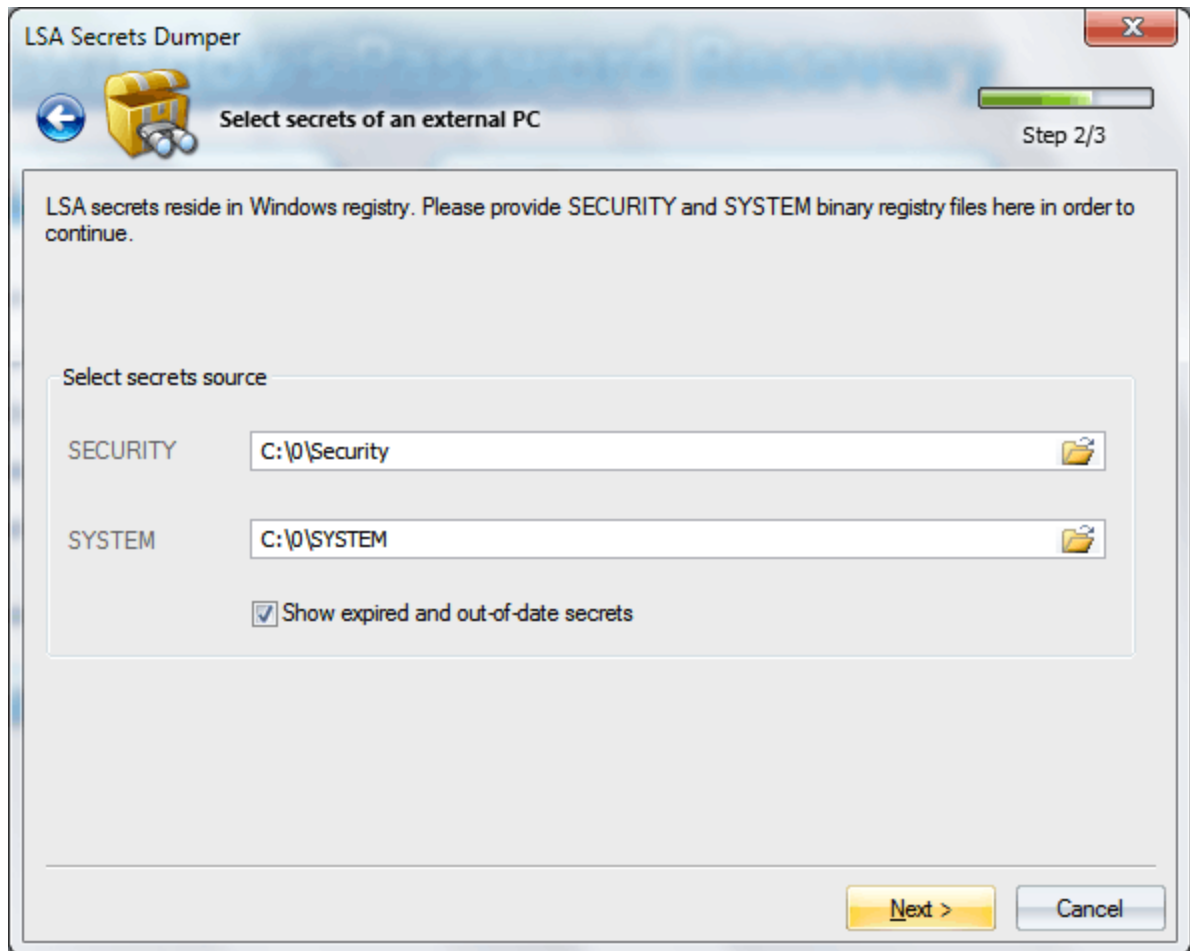 LSA Secrets Dumper
Select secrets of an external PC
Step 2/3
LSA secrets reside in Windows registry. Please provide SECURITY and SYSTEM binary registry files here in order to
continue.
Select secrets source
SECURITY
C:\0\Security
SYSTEM
C:\0\SYSTEM
Show expired and out-of-date secrets
Next >
Cancel